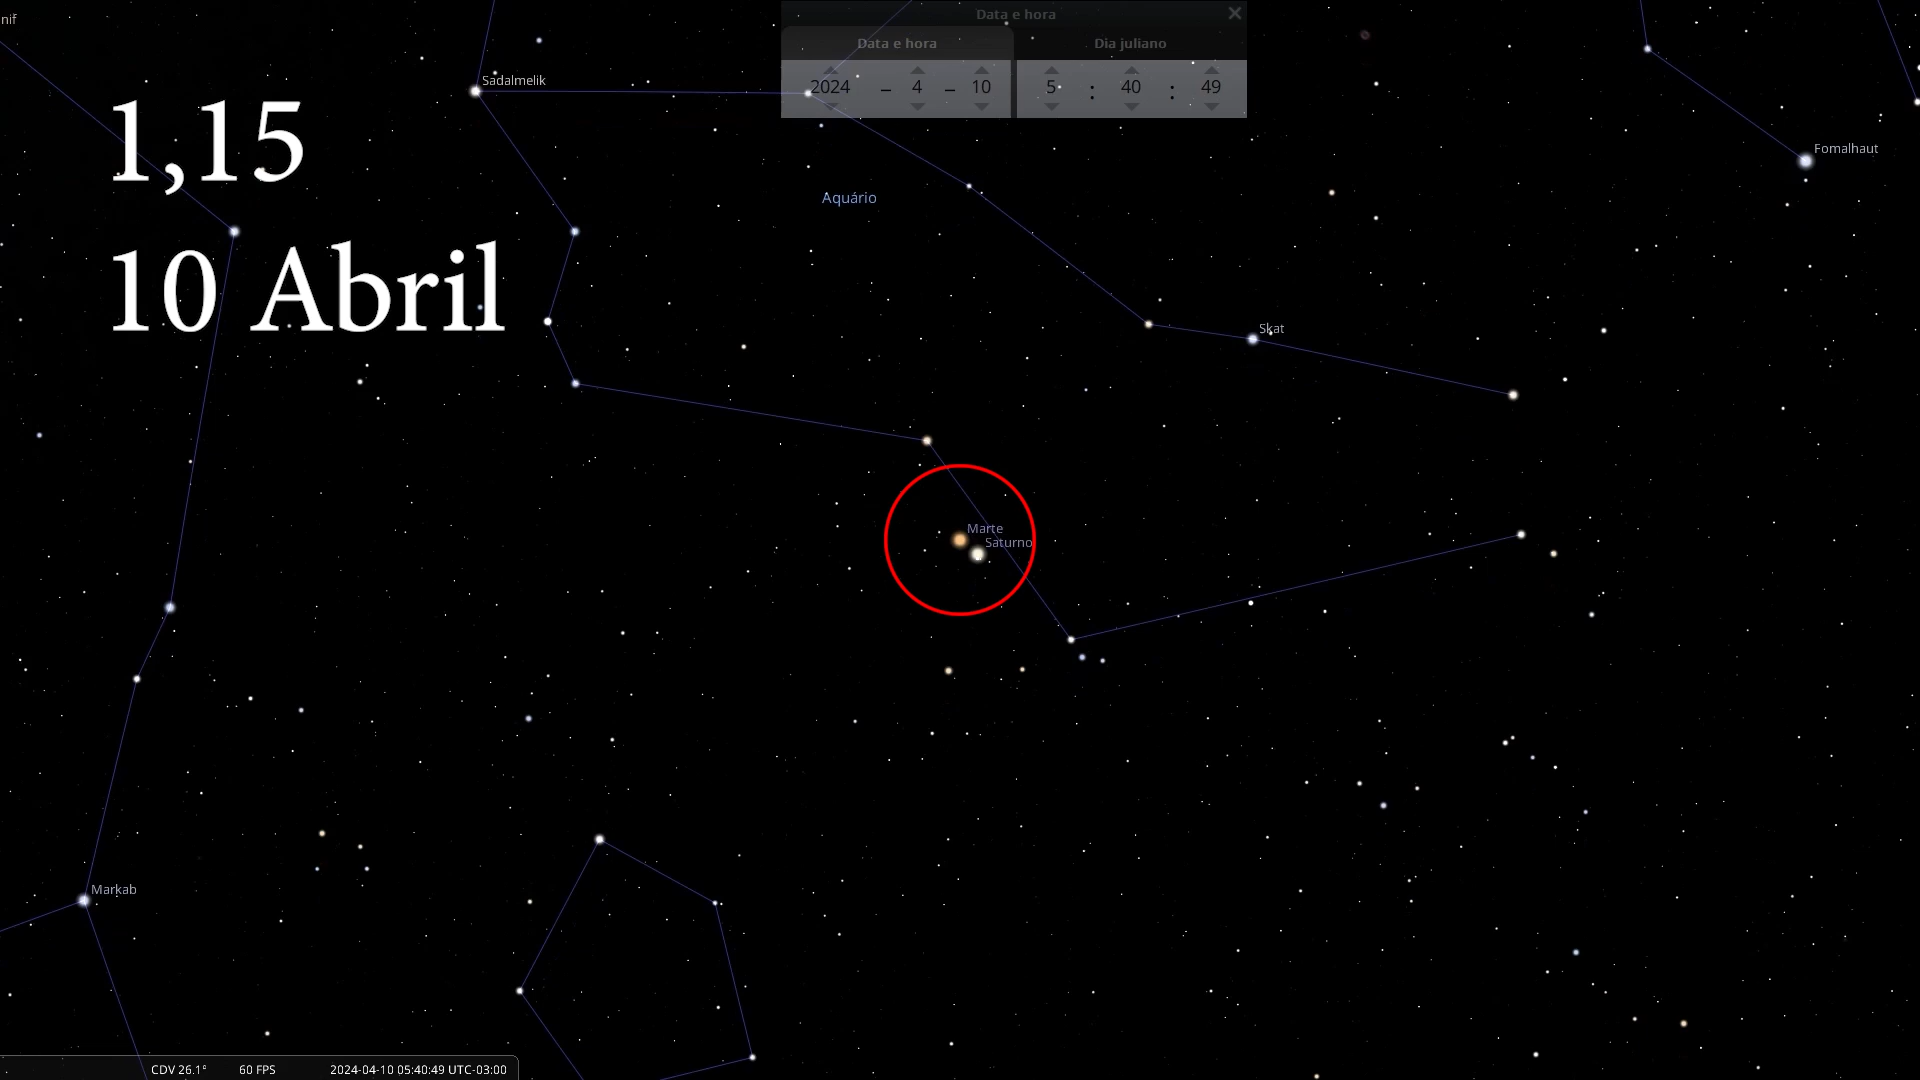 nif
Data e hora
Data e hora
Dia juliano
2024 – 4 – 10 5 : 40 : 49
Sadalmelik
1,15
10 Abril
Fomalhaut
Aquário
Skat
Marte
Saturno
Markab
CDV 26.1° 60 FPS 2024-04-10 05:40:49 UTC-03:00